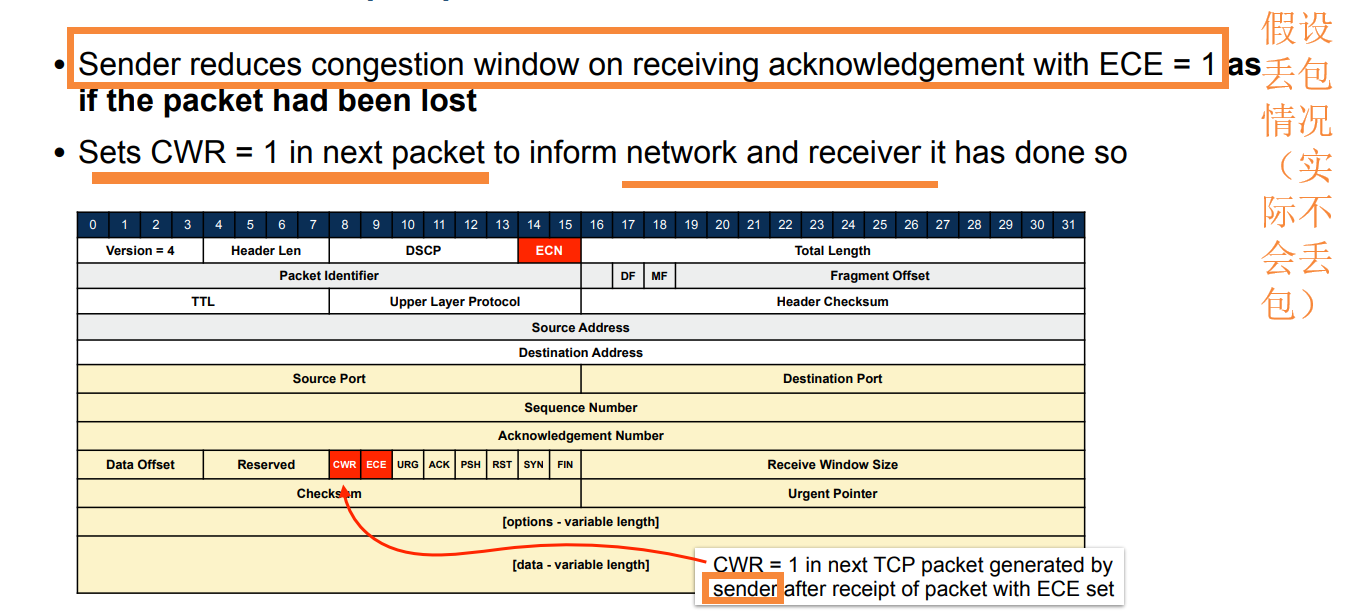 • Sender reduces congestion window on receiving acknowledgement with ECE = 1 as
if the packet had been lost
• Sets CWR = 1 in next packet to inform network and receiver it has done so
假设
丢包
情况
（实
际不
会丢
包）
0 1 2 3 4 5 6 7 8 9 10 11 12 13 14 15 16 17 18 19 20 21 22 23 24 25 26 27 28 29 30 31
Version = 4 Header Len DSCP ECN Total Length
Packet Identifier DF MF Fragment Offset
TTL Upper Layer Protocol Header Checksum
Source Address
Destination Address
Source Port Destination Port
Sequence Number
Acknowledgement Number
Data Offset Reserved CWR ECE URG ACK PSH RST SYN FIN Receive Window Size
Checksum Urgent Pointer
[options - variable length]
[data - variable length]
CWR = 1 in next TCP packet generated by
sender after receipt of packet with ECE set